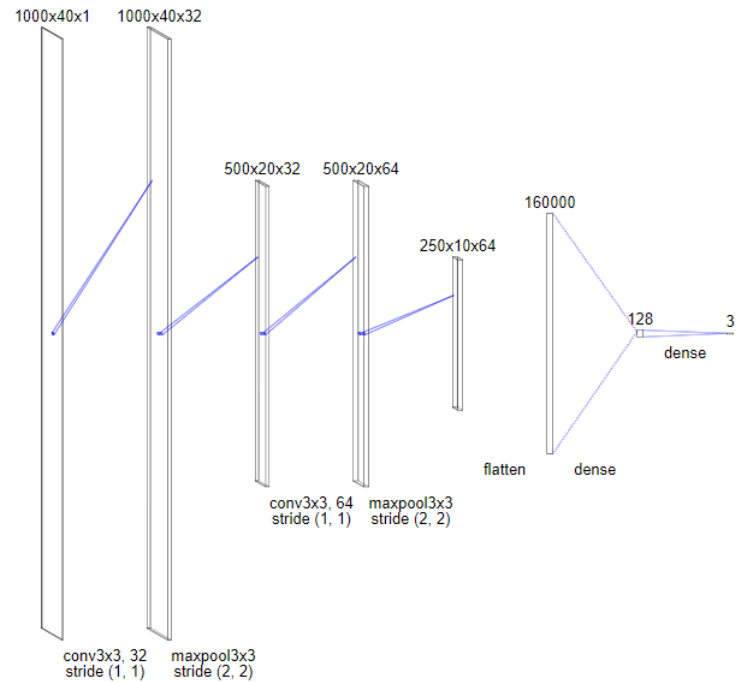 1000x40x1
1000x40x32
500x20x32
500x20x64
250x10x64
160000
128
3
dense
flatten
dense
conv3x3, 64
stride (1, 1)
maxpool3x3
stride (2, 2)
conv3x3, 32
stride (1, 1)
maxpool3x3
stride (2, 2)